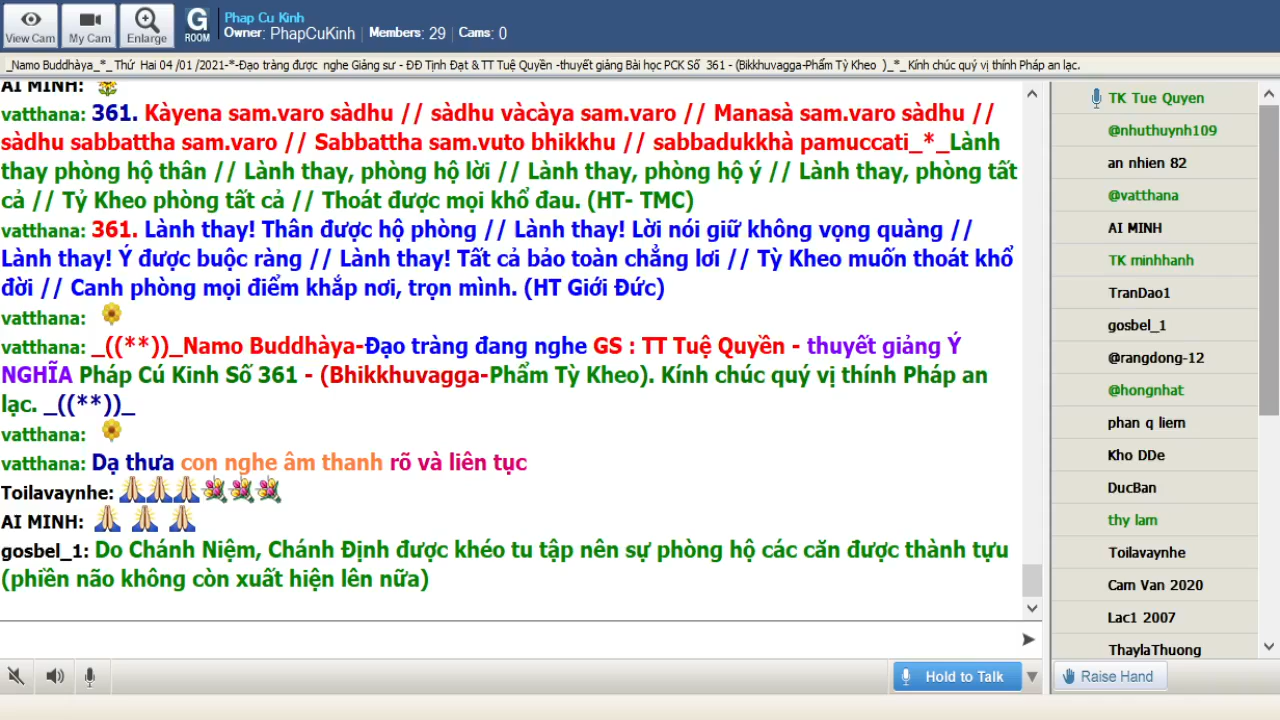 View Cam
My Cam
Enlarge
G
ROOM
Phap Cu Kinh
Owner: PhapCuKinh | Members: 29 | Cams: 0
_Namo Buddhàya_*_ Thứ Hai 04 /01 /2021-*-Đạo tràng được nghe Giảng sư - ĐĐ Tịnh Đạt & TT Tuệ Quyền -thuyết giảng Bài học PCK Số 361 - (Bikkhuvagga-Phẩm Tỳ Kheo )_*_ Kính chúc quý vị thính Pháp an lạc.
AI MINH:
vatthana: 361. Kàyena sam.varo sàdhu // sàdhu vàcàya sam.varo // Manasà sam.varo sàdhu //
sàdhu sabbattha sam.varo // Sabbattha sam.vuto bhikkhu // sabbadukkhà pamuccati_*_Lành
thay phòng hộ thân // Lành thay, phòng hộ lời // Lành thay, phòng hộ ý // Lành thay, phòng tất
cả // Tỷ Kheo phòng tất cả // Thoát được mọi khổ đau. (HT- TMC)
vatthana: 361. Lành thay! Thân được hộ phòng // Lành thay! Lời nói giữ không vọng quàng //
Lành thay! Ý được buộc ràng // Lành thay! Tất cả bảo toàn chẳng lơi // Tỳ Kheo muốn thoát khổ
đời // Canh phòng mọi điểm khắp nơi, trọn mình. (HT Giới Đức)
vatthana:
vatthana: _((**))_Namo Buddhàya-Đạo tràng đang nghe GS : TT Tuệ Quyền - thuyết giảng Ý
NGHĨA Pháp Cú Kinh Số 361 - (Bhikkhuvagga-Phẩm Tỳ Kheo). Kính chúc quý vị thính Pháp an
lạc. _((**))_
vatthana:
vatthana: Dạ thưa con nghe âm thanh rõ và liên tục
Toilavaynhe:
AI MINH:
gosbel_1: Do Chánh Niệm, Chánh Định được khéo tu tập nên sự phòng hộ các căn được thành tựu
(phiền não không còn xuất hiện lên nữa)
Hold to Talk
TK Tue Quyen
@nhuthuynh109
an nhien 82
@vatthana
AI MINH
TK minhhanh
TranDao1
gosbel_1
@rangdong-12
@hongnhat
phan q liem
Kho DDe
DucBan
thy lam
Toilavaynhe
Cam Van 2020
Lac1 2007
ThaylaThuong
Raise Hand